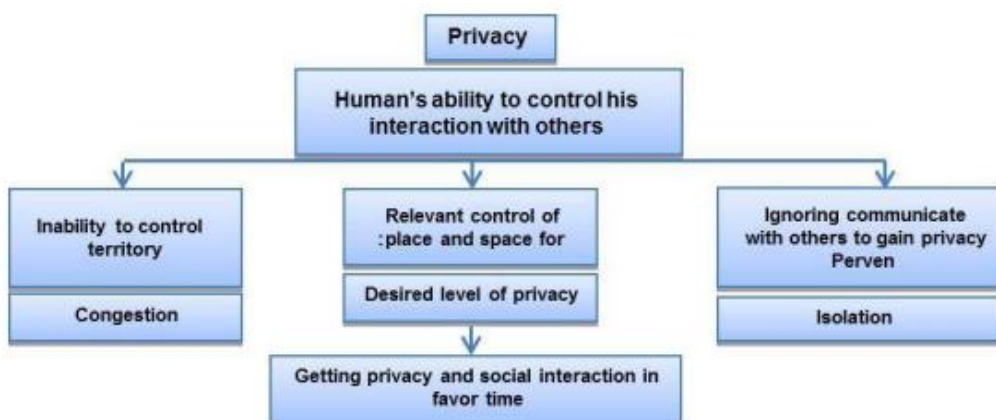 Privacy
Human's ability to control his
interaction with others
Inability to control
territory
Congestion
Relevant control of
:place and space for
Desired level of privacy
Getting privacy and social interaction in
favor time
Ignoring communicate
with others to gain privacy
Perven
Isolation